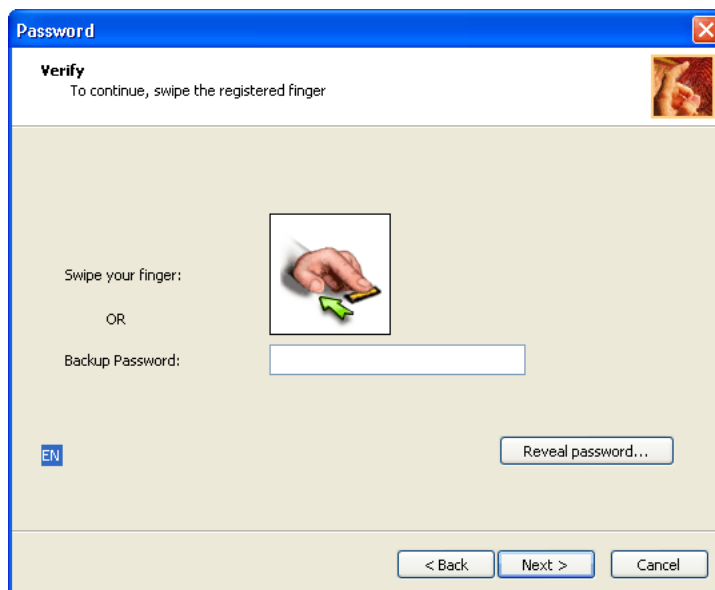 Password
Verify
To continue, swipe the registered finger
Swipe your finger:
OR
Backup Password:
EN
Reveal password...
< Back
Next >
Cancel